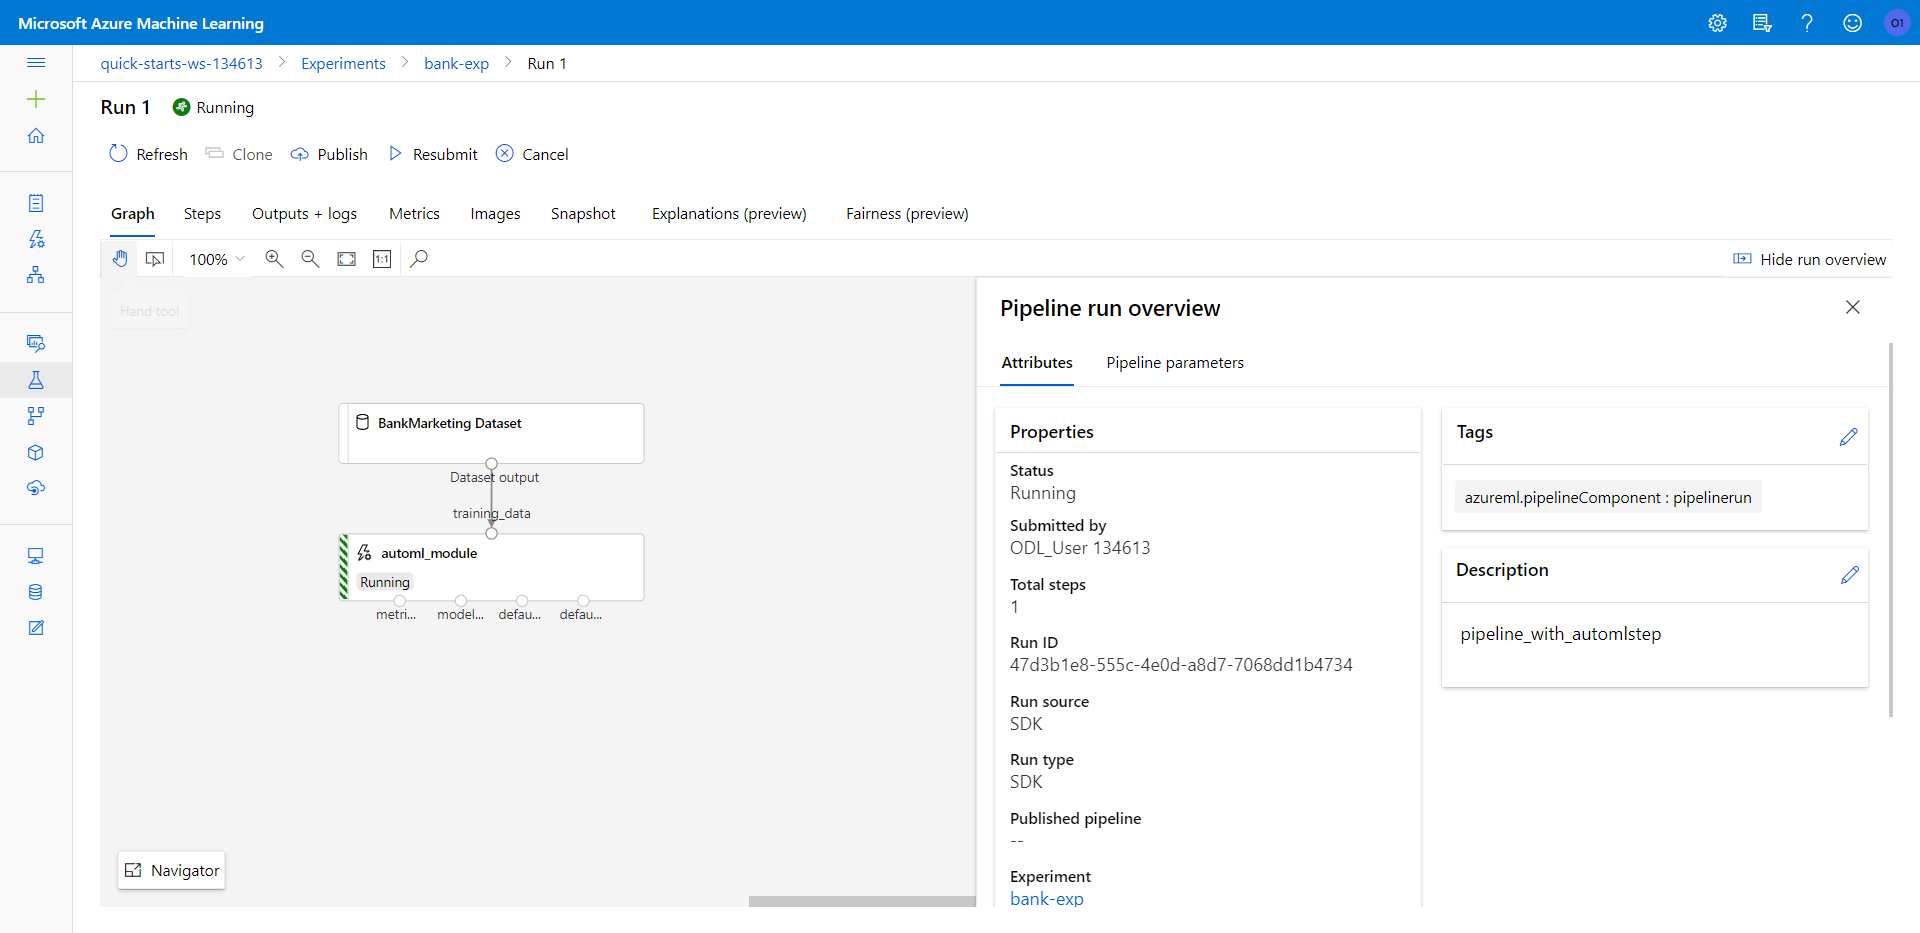 Microsoft Azure Machine Learning
O1
quick-starts-ws-134613 > Experiments > bank-exp > Run 1
Run 1 Running
Refresh Clone Publish Resubmit Cancel
Graph Steps Outputs + logs Metrics Images Snapshot Explanations (preview) Fairness (preview)
100% 1:1 Hide run overview
Hand tool
BankMarketing Dataset
Dataset output
training_data
automl_module
Running
metri... model... defau... defau...
Navigator
Pipeline run overview
Attributes Pipeline parameters
Properties
Status
Running
Submitted by
ODL_User 134613
Total steps
1
Run ID
47d3b1e8-555c-4e0d-a8d7-7068dd1b4734
Run source
SDK
Run type
SDK
Published pipeline
--
Experiment
bank-exp
Tags
azureml.pipelineComponent : pipelinerun
Description
pipeline_with_automlstep